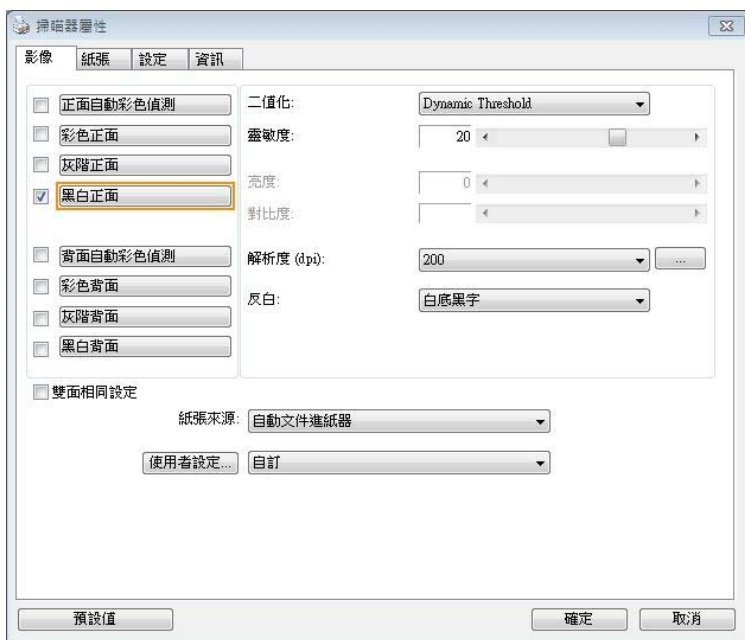 掃瞄器屬性
影像 紙張 設定 資訊
正面自動彩色偵測
彩色正面
灰階正面
黑白正面
背面自動彩色偵測
彩色背面
灰階背面
黑白背面
二值化: Dynamic Threshold
靈敏度: 20
亮度: 0
對比度:
解析度 (dpi): 200 ...
反白: 白底黑字
雙面相同設定
紙張來源: 自動文件進紙器
使用者設定... 自訂
預設值 確定 取消